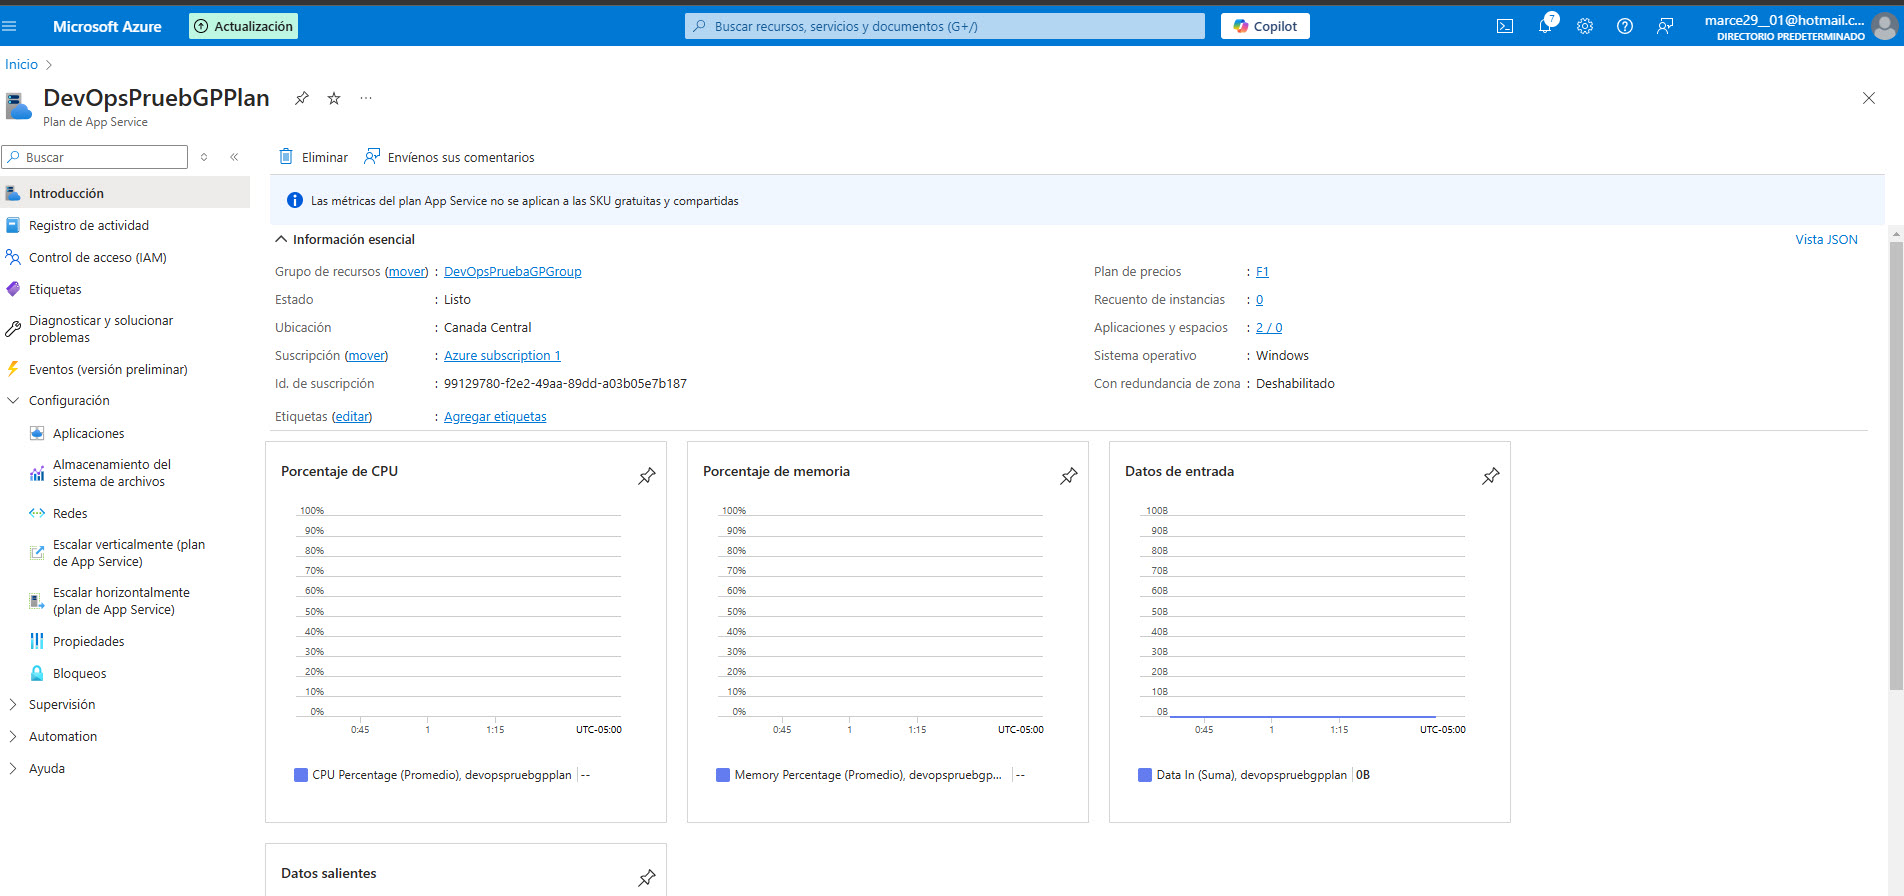 Microsoft Azure
Actualización
Buscar recursos, servicios y documentos (G+/)
Copilot
7
marce29__01@hotmail.c...
DIRECTORIO PREDETERMINADO
Inicio
DevOpsPruebGPPlan
Plan de App Service
Buscar
Introducción
Registro de actividad
Control de acceso (IAM)
Etiquetas
Diagnosticar y solucionar
problemas
Eventos (versión preliminar)
Configuración
Aplicaciones
Almacenamiento del
sistema de archivos
Redes
Escalar verticalmente (plan
de App Service)
Escalar horizontalmente
(plan de App Service)
Propiedades
Bloqueos
Supervisión
Automation
Ayuda
Eliminar
Envíenos sus comentarios
Las métricas del plan App Service no se aplican a las SKU gratuitas y compartidas
Información esencial
Vista JSON
Grupo de recursos (mover) : DevOpsPruebaGPGroup
Estado : Listo
Ubicación : Canada Central
Suscripción (mover) : Azure subscription 1
Id. de suscripción : 99129780-f2e2-49aa-89dd-a03b05e7b187
Etiquetas (editar) : Agregar etiquetas
Plan de precios : F1
Recuento de instancias : 0
Aplicaciones y espacios : 2 / 0
Sistema operativo : Windows
Con redundancia de zona : Deshabilitado
Porcentaje de CPU
100%
90%
80%
70%
60%
50%
40%
30%
20%
10%
0%
0:45 1 1:15 UTC-05:00
CPU Percentage (Promedio), devopspruebgpplan --
Porcentaje de memoria
100%
90%
80%
70%
60%
50%
40%
30%
20%
10%
0%
0:45 1 1:15 UTC-05:00
Memory Percentage (Promedio), devopspruebgp... --
Datos de entrada
100B
90B
80B
70B
60B
50B
40B
30B
20B
10B
0B
0:45 1 1:15 UTC-05:00
Data In (Suma), devopspruebgpplan 0B
Datos salientes